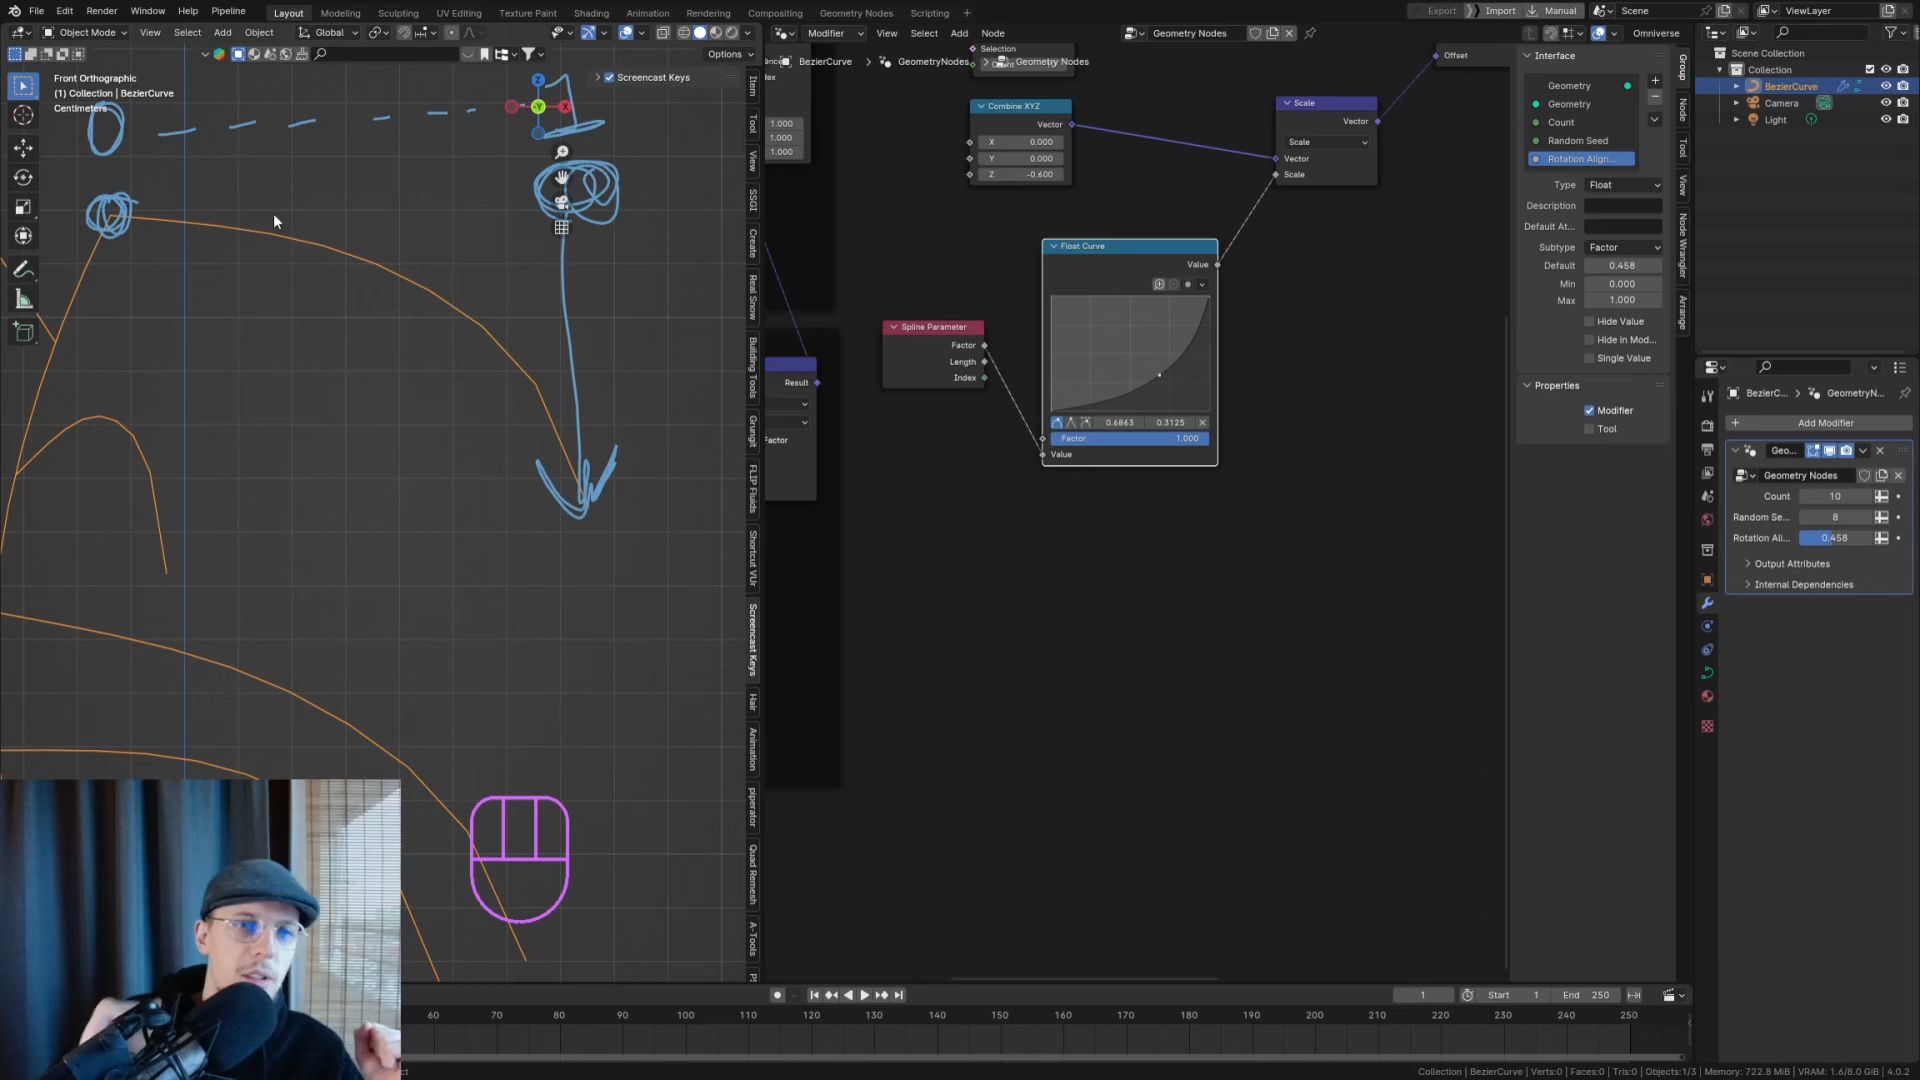 File Edit Render Window Help Pipeline Layout Modeling Sculpting UV Editing Texture Paint Shading Animation Rendering Compositing Geometry Nodes Scripting + Export Import Manual Scene ViewLayer
Object Mode View Select Add Object Global Modifier View Select Add Node Geometry Nodes Omniverse
Options
Front Orthographic
(1) Collection | BezierCurve
Centimeters
Screencast Keys
0 1
Item
Tool
View
SSGI
Create
Real Snow
Building Tools
Grungit
FLIP Fluids
Shortcut VUr
Screencast Keys
Hair
Animation
piperator
Quad Remesh
A-Tools
BezierCurve > GeometryNodes > Geometry Nodes
Selection
Offset
1.000
1.000
1.000
Combine XYZ
Vector
X 0.000
Y 0.000
Z -0.600
Scale
Vector
Scale
Vector
Scale
Float Curve
Value
0.6863 0.3125
Factor 1.000
Value
Spline Parameter
Factor
Length
Index
Result
Factor
Interface
Geometry
Geometry
Count
Random Seed
Rotation Align...
Type Float
Description
Default At...
Subtype Factor
Default 0.458
Min 0.000
Max 1.000
Hide Value
Hide in Mod...
Single Value
Properties
Modifier
Tool
Group
Node
Tool
View
Node Wrangler
Arrange
Scene Collection
Collection
BezierCurve
Camera
Light
BezierC... > GeometryN...
Add Modifier
Geo...
Geometry Nodes
Count 10
Random Se... 8
Rotation Ali... 0.458
Output Attributes
Internal Dependencies
1 Start 1 End 250
60 70 80 90 100 110 120 130 140 150 160 170 180 190 200 210 220 230 240 250
Collection | BezierCurve | Verts:0 | Faces:0 | Tris:0 | Objects:1/3 | Memory: 722.8 MiB | VRAM: 1.6/8.0 GiB | 4.0.2